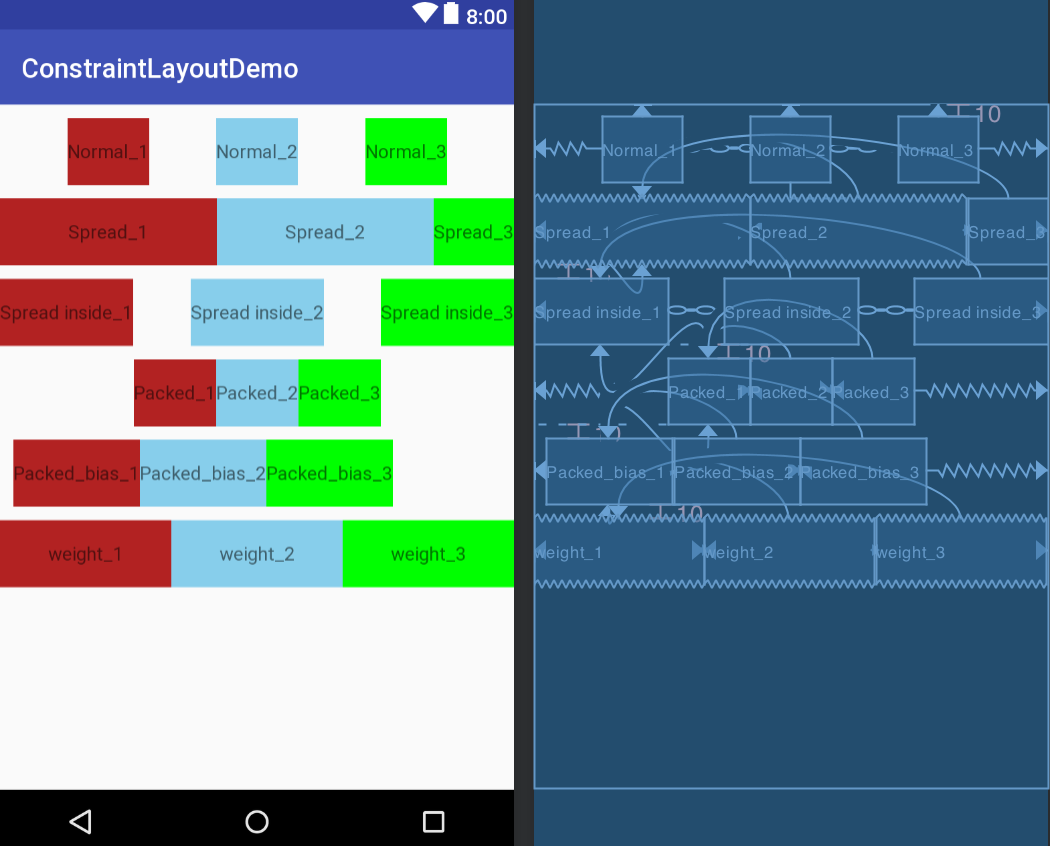 8:00
ConstraintLayoutDemo
Normal_1 Normal_2 Normal_3
Spread_1 Spread_2 Spread_3
Spread inside_1 Spread inside_2 Spread inside_3
Packed_1 Packed_2 Packed_3
Packed_bias_1 Packed_bias_2 Packed_bias_3
weight_1 weight_2 weight_3
10
Normal_1 Normal_2 Normal_3
Spread_1 Spread_2 Spread_3
Spread inside_1 Spread inside_2 Spread inside_3
10
Packed_1 Packed_2 Packed_3
10
Packed_bias_1 Packed_bias_2 Packed_bias_3
10
weight_1 weight_2 weight_3